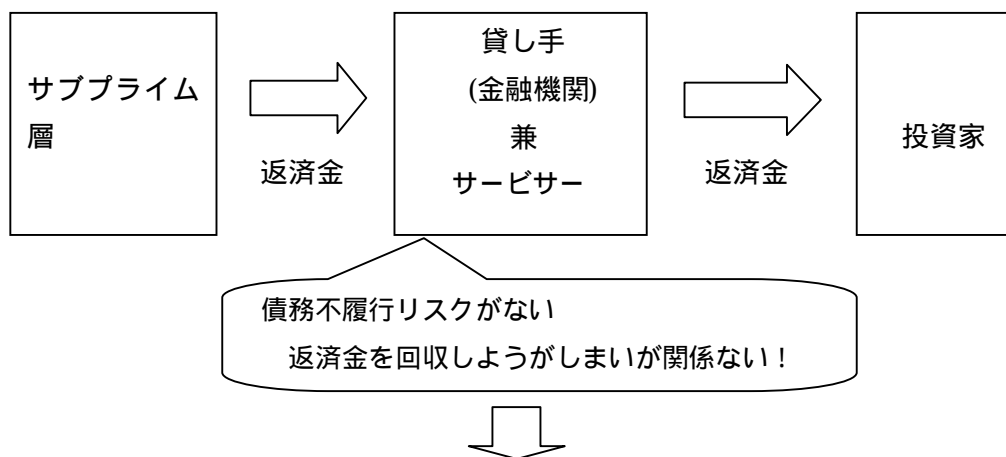 サブプライム
層
返済金
貸し手
(金融機関)
兼
サービサー
返済金
投資家
債務不履行リスクがない
返済金を回収しようがしまいが関係ない！